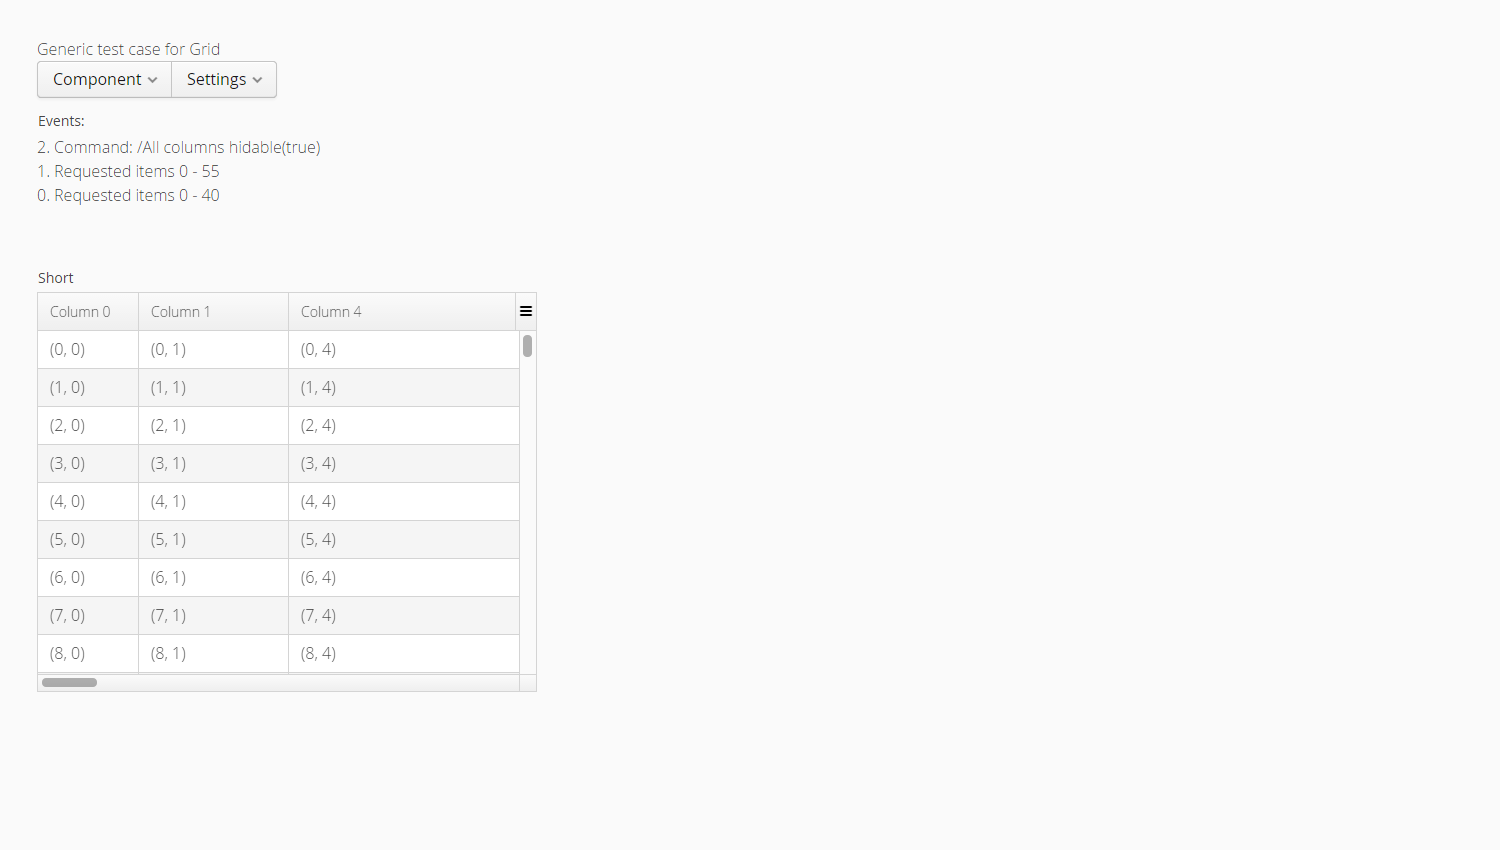 Generic test case for Grid
Component Settings
Events:
2. Command: /All columns hidable(true)
1. Requested items 0 - 55
0. Requested items 0 - 40
Short
Column 0 Column 1 Column 4
(0, 0) (0, 1) (0, 4)
(1, 0) (1, 1) (1, 4)
(2, 0) (2, 1) (2, 4)
(3, 0) (3, 1) (3, 4)
(4, 0) (4, 1) (4, 4)
(5, 0) (5, 1) (5, 4)
(6, 0) (6, 1) (6, 4)
(7, 0) (7, 1) (7, 4)
(8, 0) (8, 1) (8, 4)